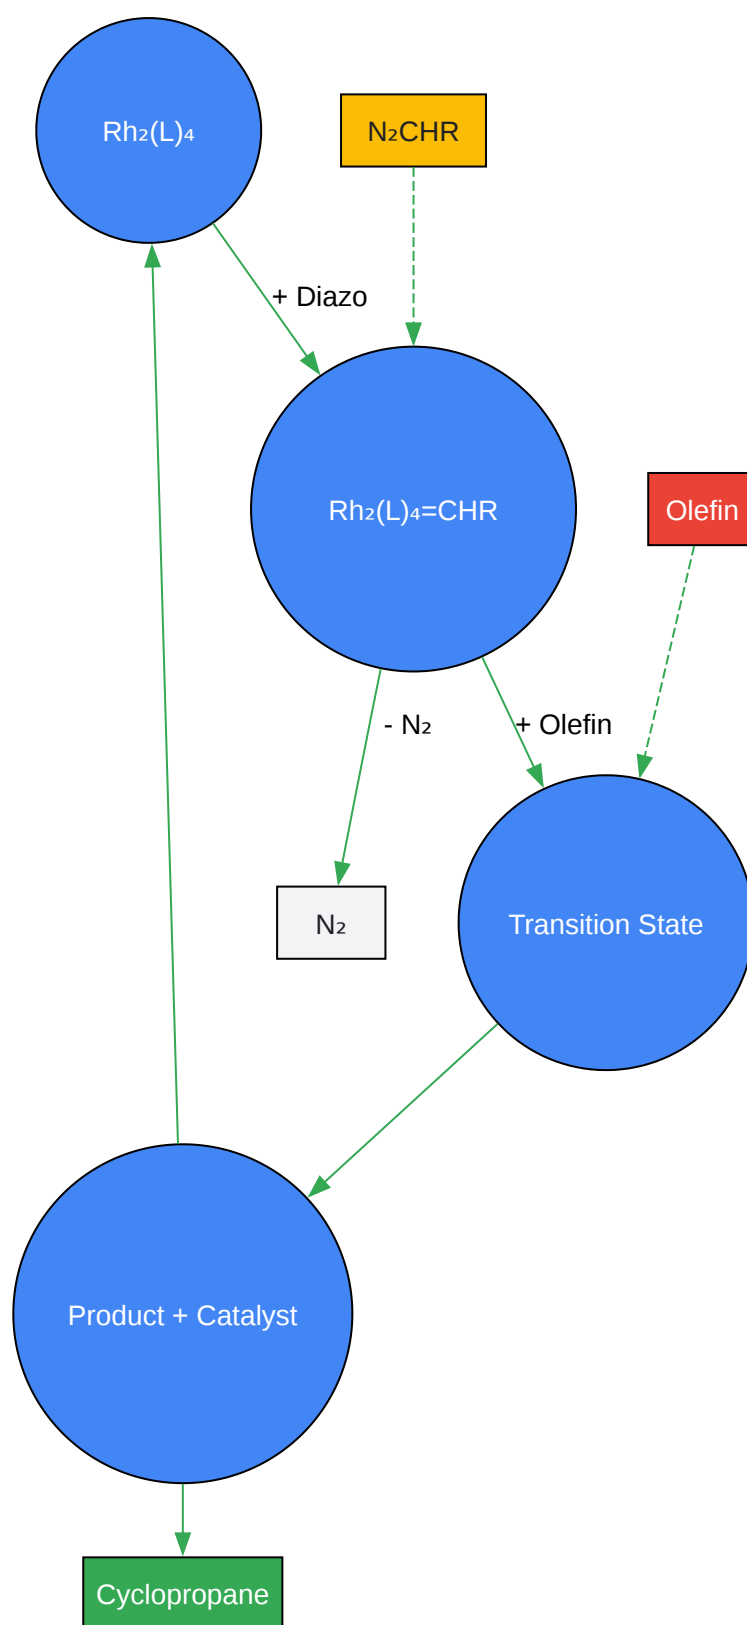 Rh₂(L)₄
N₂CHR
+ Diazo
Rh₂(L)₄=CHR
Olefin
- N₂
+ Olefin
N₂
Transition State
Product + Catalyst
Cyclopropane